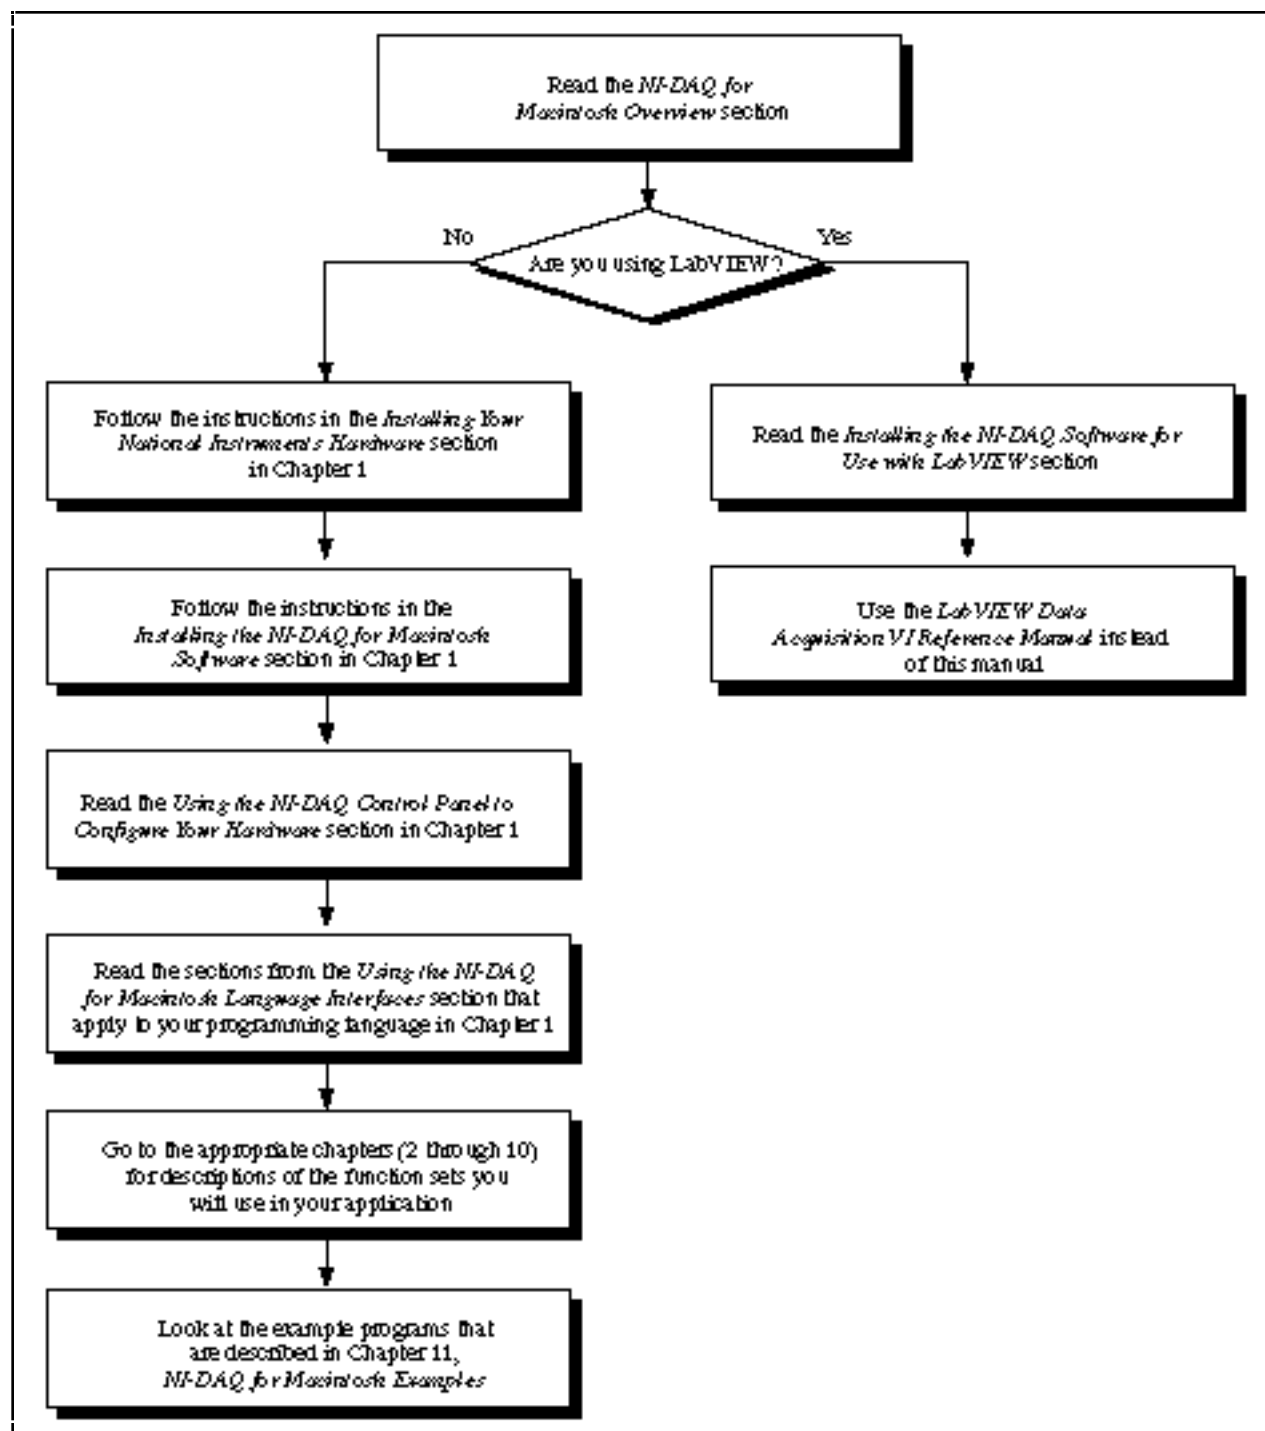 Read the NI-DAQ for
Macintosh Overview section
No
Yes
Are you using LabVIEW?
Follow the instructions in the Installing Your
National Instruments Hardware section
in Chapter 1
Read the Installing the NI-DAQ Software for
Use with LabVIEW section
Follow the instructions in the
Installing the NI-DAQ for Macintosh
Software section in Chapter 1
Use the LabVIEW Data
Acquisition VI Reference Manual instead
of this manual
Read the Using the NI-DAQ Control Panel to
Configure Your Hardware section in Chapter 1
Read the sections from the Using the NI-DAQ
for Macintosh Language Interfaces section that
apply to your programming language in Chapter 1
Go to the appropriate chapters (2 through 10)
for descriptions of the function sets you
will use in your application
Look at the example programs that
are described in Chapter 11,
NI-DAQ for Macintosh Examples